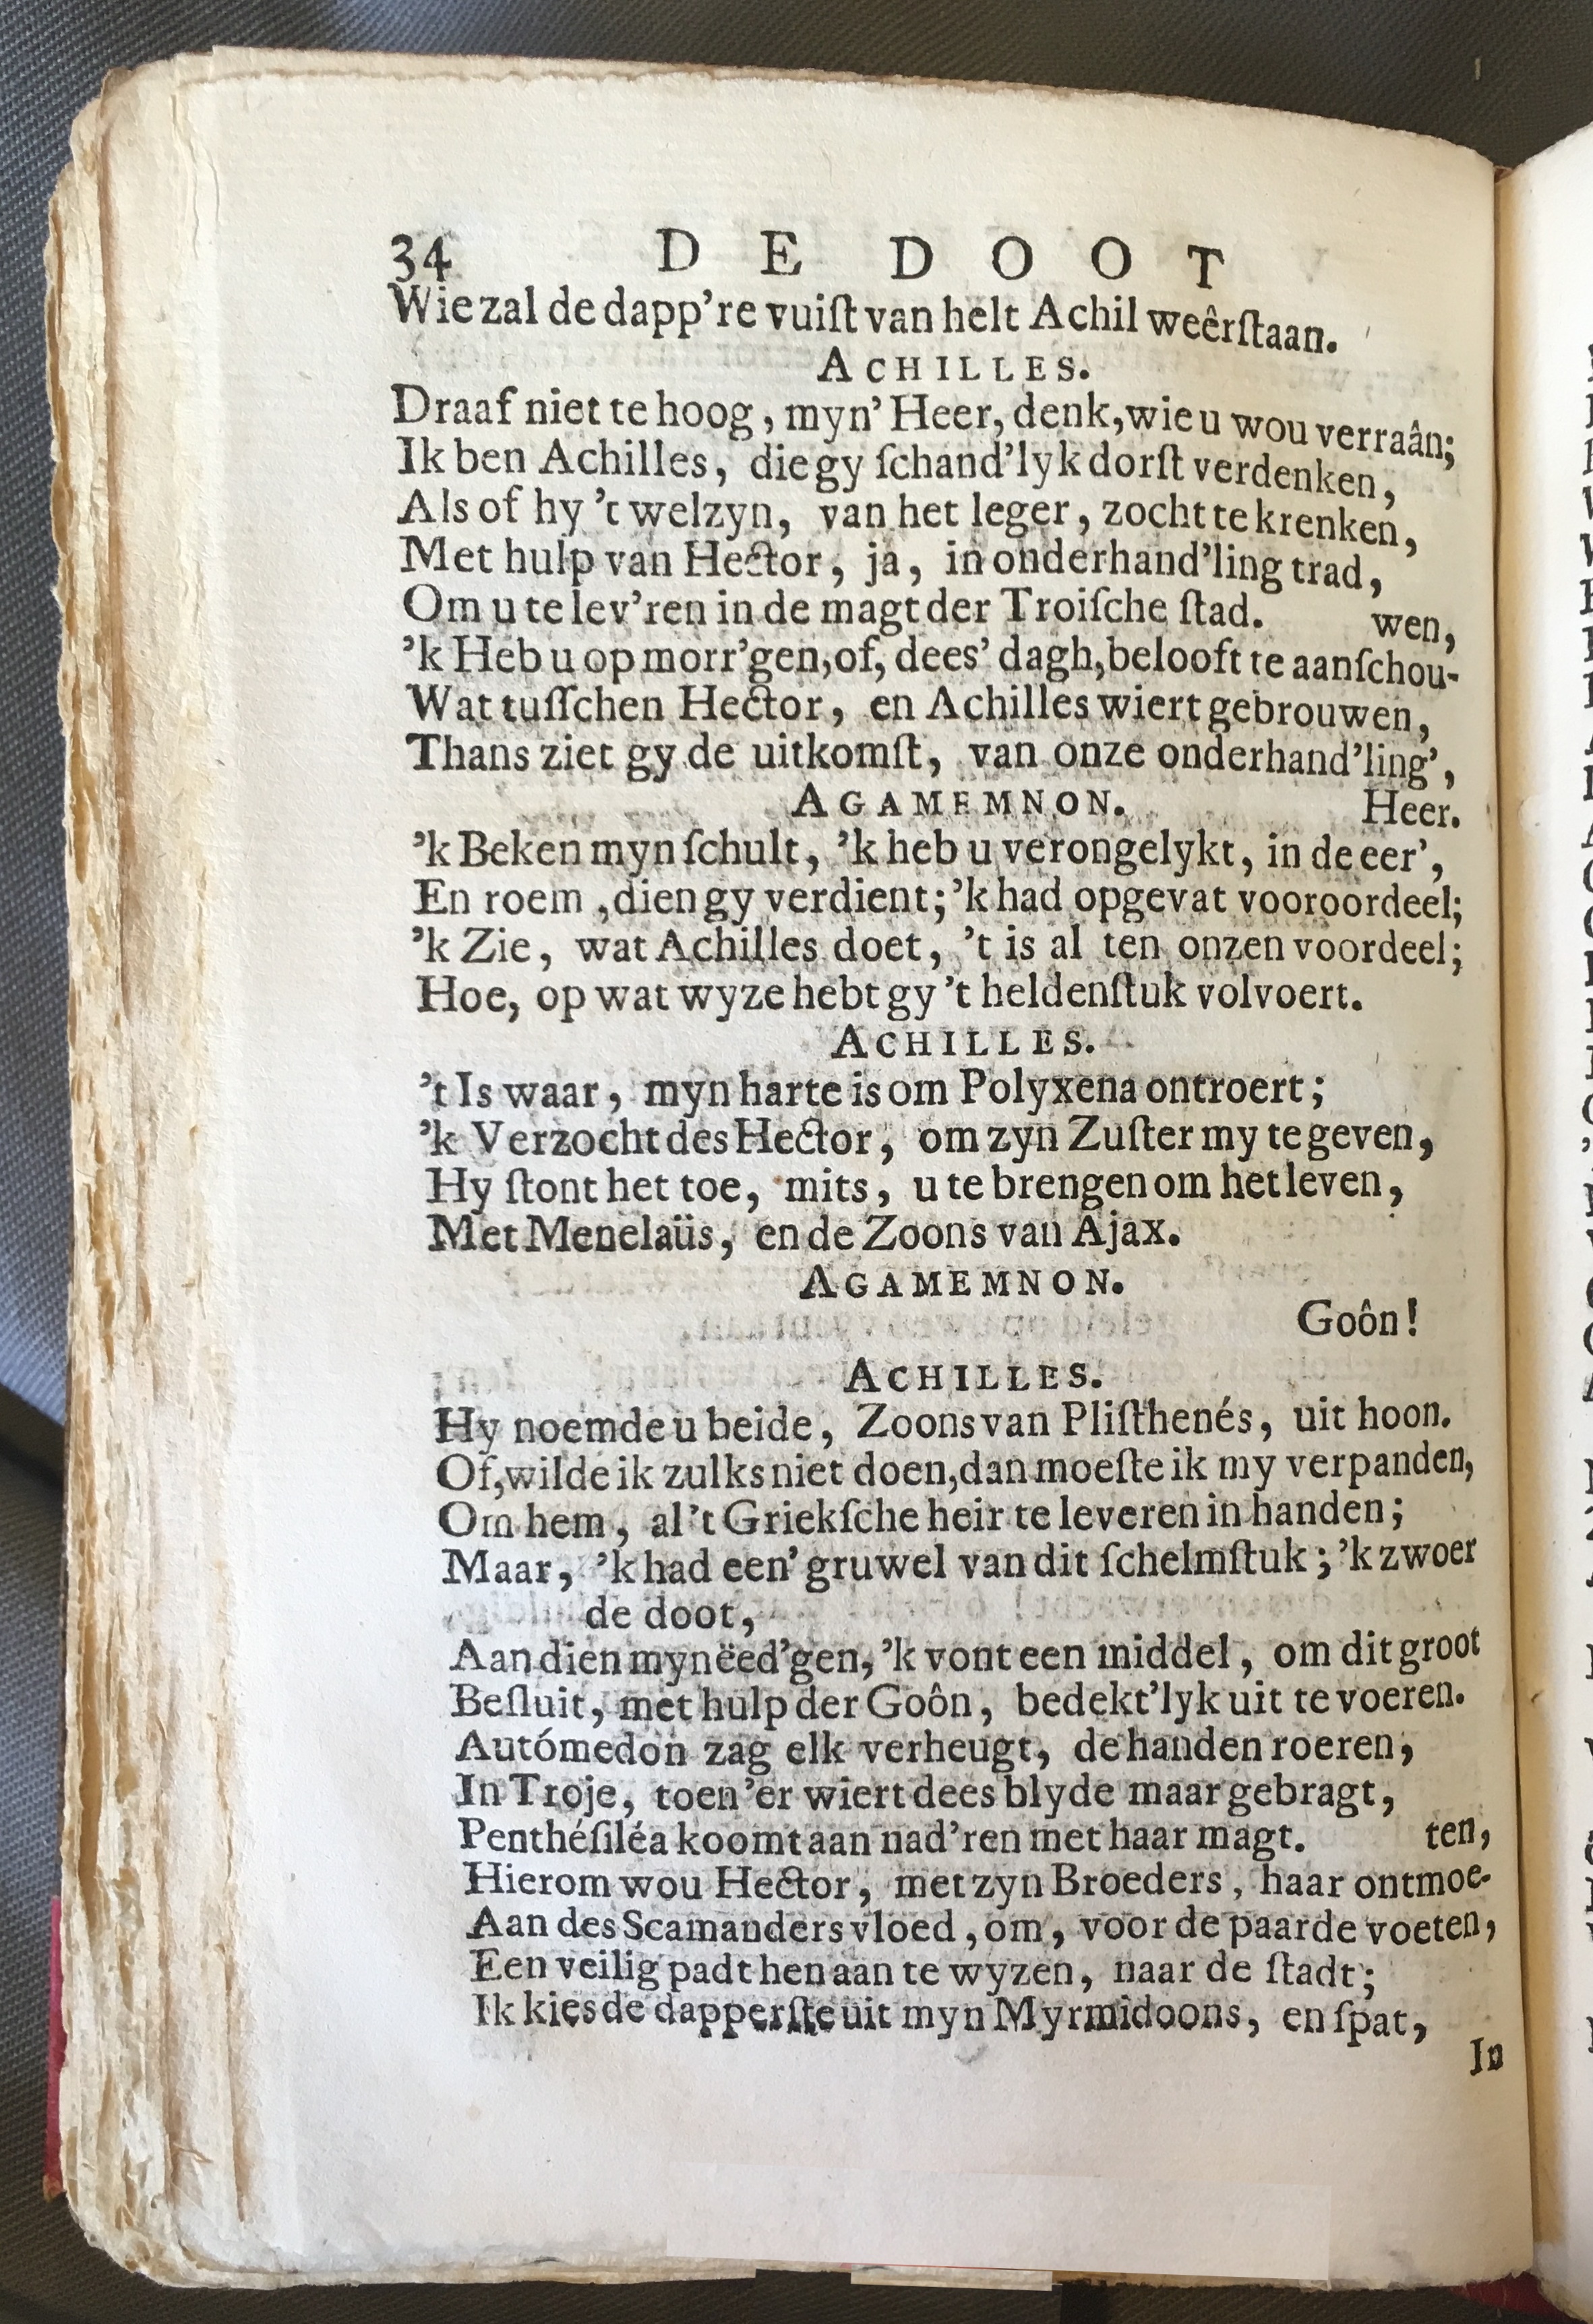 34 DE DOOT
Wie zal de dapp're vuiſt van helt Achil weêrſtaan.
ACHILLES.
Draaf niet te hoog, myn' Heer, denk, wie u wou verraân;
Ik ben Achilles, die gy ſchand'lyk dorſt verdenken,
Als of hy 't welzyn, van het leger, zocht te krenken,
Met hulp van Hector, ja, in onderhand'ling trad,
Om u te lev'ren in de magt der Troiſche ſtad.
wen,
'k Heb u op morr'gen, of, dees' dagh, belooft te aanſchou-
Wat tuſſchen Hector, en Achilles wiert gebrouwen,
Thans ziet gy de uitkomſt, van onze onderhand'ling',
AGAMEMNON. Heer.
'k Beken myn ſchult, 'k heb u verongelykt, in de eer',
En roem, dien gy verdient; 'k had opgevat vooroordeel;
'k Zie, wat Achilles doet, 't is al ten onzen voordeel;
Hoe, op wat wyze hebt gy 't heldenſtuk volvoert.
ACHILLES.
't Is waar, myn harte is om Polyxena ontroert;
'k Verzocht des Hector, om zyn Zuſter my te geven,
Hy ſtont het toe, mits, u te brengen om het leven,
Met Menelaüs, en de Zoons van Ajax.
AGAMEMNON.
Goôn!
ACHILLES.
Hy noemde u beide, Zoons van Pliſthenés, uit hoon.
Of, wilde ik zulks niet doen, dan moeſte ik my verpanden,
Om hem, al 't Griekſche heir te leveren in handen;
Maar, 'k had een' gruwel van dit ſchelmſtuk; 'k zwoer
de doot,
Aan dien mynëed'gen, 'k vont een middel, om dit groot
Beſluit, met hulp der Goôn, bedekt'lyk uit te voeren.
Autómedon zag elk verheugt, de handen roeren,
In Troje, toen 'er wiert dees blyde maar gebragt,
Penthéſiléa koomt aan nad'ren met haar magt.
ten,
Hierom wou Hector, met zyn Broeders, haar ontmoe-
Aan des Scamanders vloed, om, voor de paarde voeten,
Een veilig padt hen aan te wyzen, naar de ſtadt;
Ik kies de dapperſte uit myn Myrmidoons, en ſpat,
In